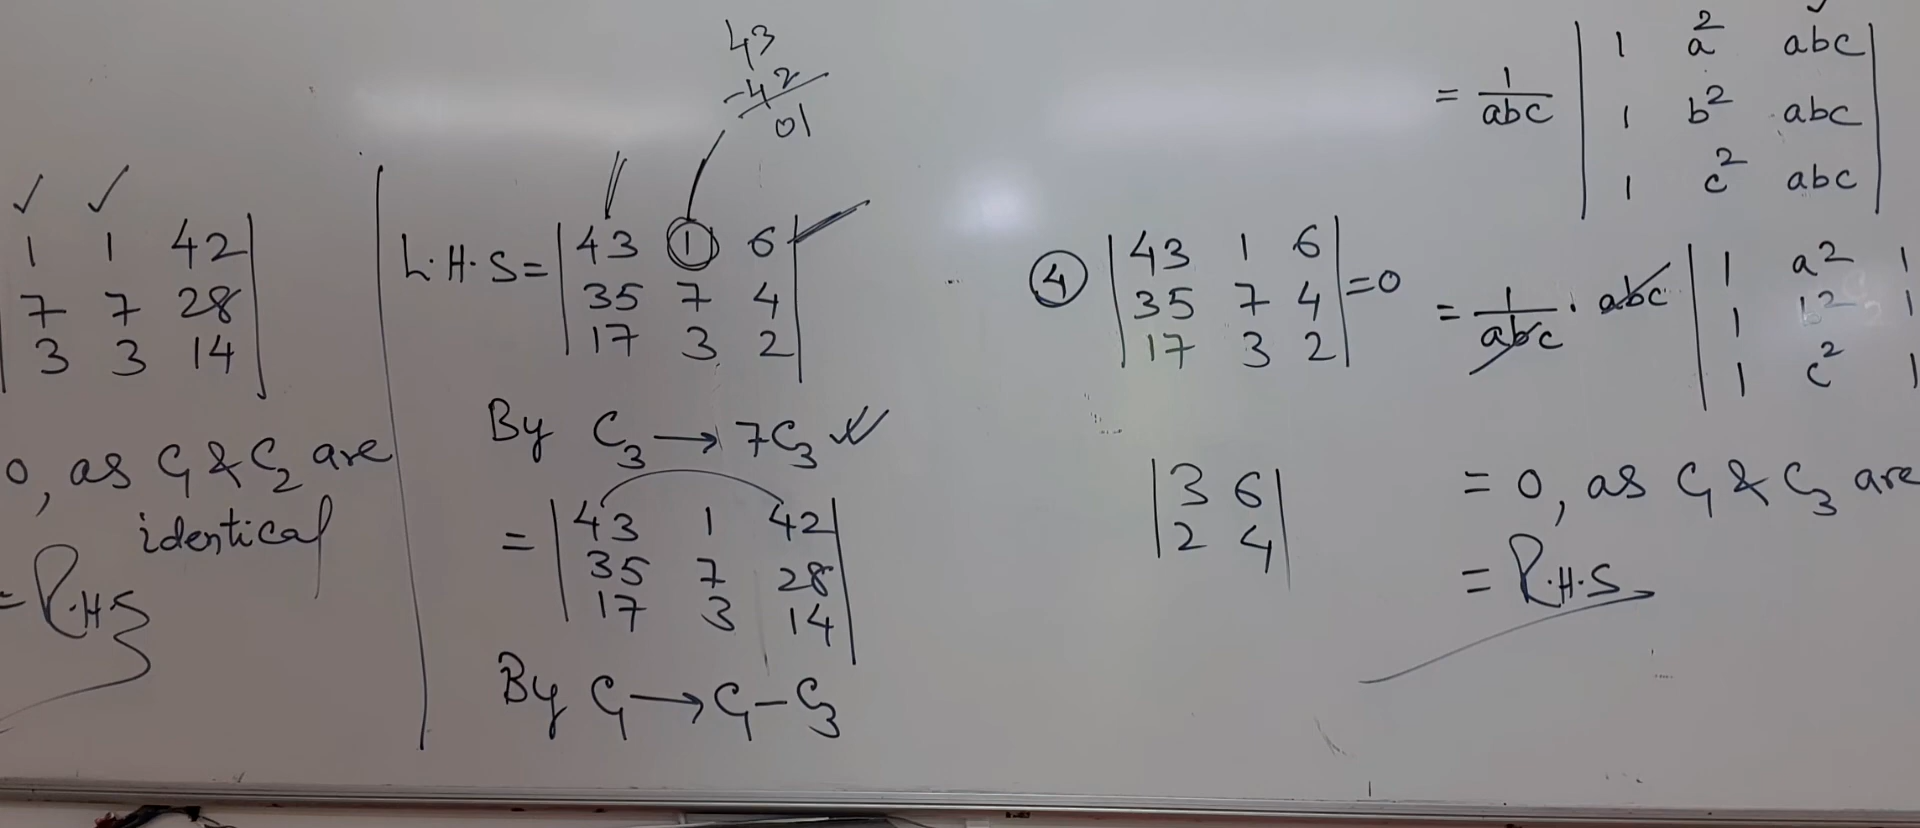 1 1 42
7 7 28
3 3 14
0, as C1 & C2 are
identical
= R.H.S
43
-42
01
L.H.S = | 43 1 6 |
| 35 7 4 |
| 17 3 2 |
By C3 → 7C3
= | 43 1 42 |
| 35 7 28 |
| 17 3 14 |
By C1 → C1 - C3
4 | 43 1 6 | = 0
| 35 7 4 |
| 17 3 2 |
| 3 6 |
| 2 4 |
= 1/abc | 1 a² abc |
| 1 b² abc |
| 1 c² abc |
= 1/abc · abc | 1 a² 1
| 1 b² 1
| 1 c² 1
= 0, as C1 & C3 are
= R.H.S